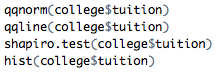 qqnorm(college$tuition)
qqline(college$tuition)
shapiro.test(college$tuition)
hist(college$tuition)